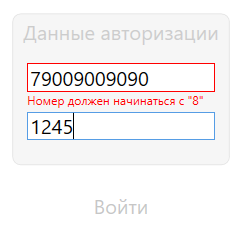 Данные авторизации
79009009090
Номер должен начинаться с "8"
1245
Войти